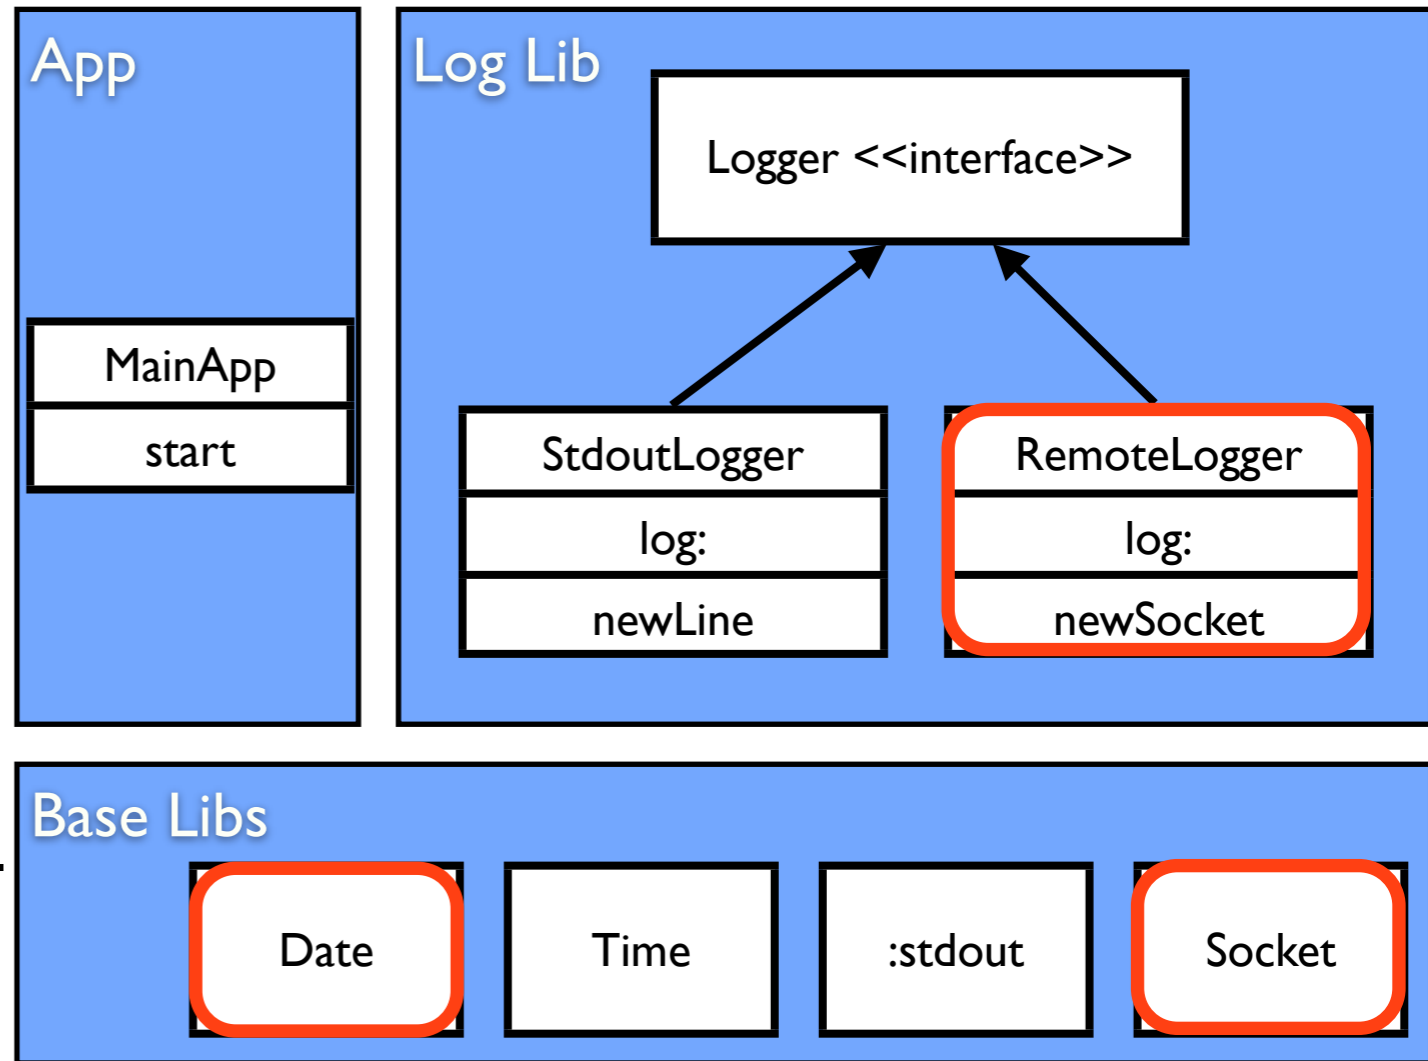 App
Log Lib
Logger <<interface>>
MainApp
start
StdoutLogger
log:
newLine
RemoteLogger
log:
newSocket
Base Libs
Date
Time
:stdout
Socket